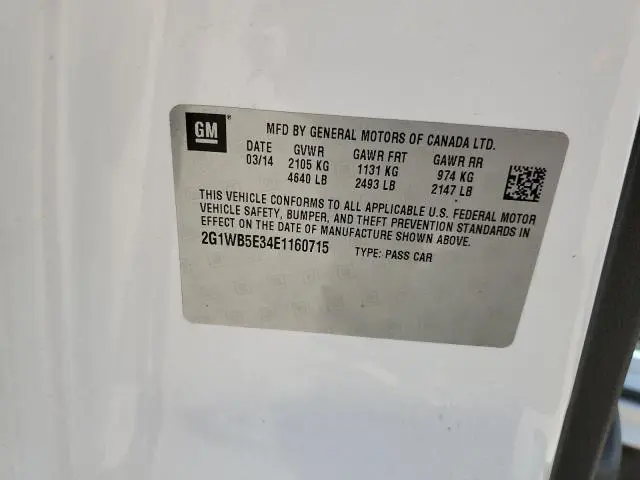 GM
MFD BY GENERAL MOTORS OF CANADA LTD.
DATE GVWR GAWR FRT GAWR RR
03/14 2105 KG 1131 KG 974 KG
4640 LB 2493 LB 2147 LB
THIS VEHICLE CONFORMS TO ALL APPLICABLE U.S. FEDERAL MOTOR
VEHICLE SAFETY, BUMPER, AND THEFT PREVENTION STANDARDS IN
EFFECT ON THE DATE OF MANUFACTURE SHOWN ABOVE.
2G1WB5E34E1160715 TYPE: PASS CAR